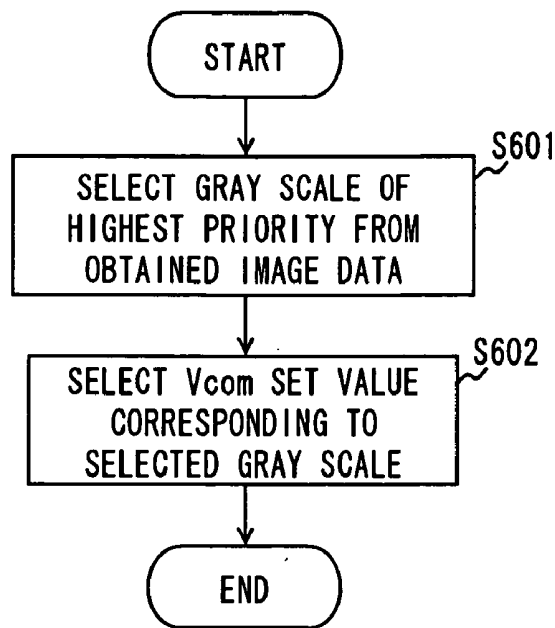 START
S601
SELECT GRAY SCALE OF
HIGHEST PRIORITY FROM
OBTAINED IMAGE DATA
S602
SELECT Vcom SET VALUE
CORRESPONDING TO
SELECTED GRAY SCALE
END